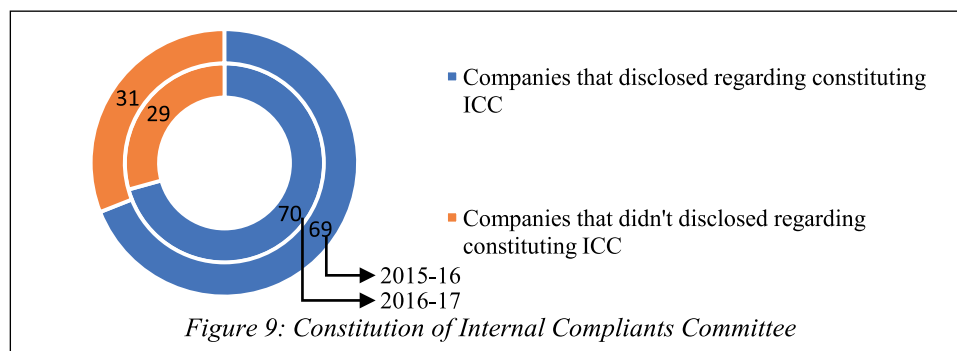 31
29
70
69
Companies that disclosed regarding constituting
ICC
Companies that didn't disclosed regarding
constituting ICC
2015-16
2016-17
Figure 9: Constitution of Internal Compliants Committee